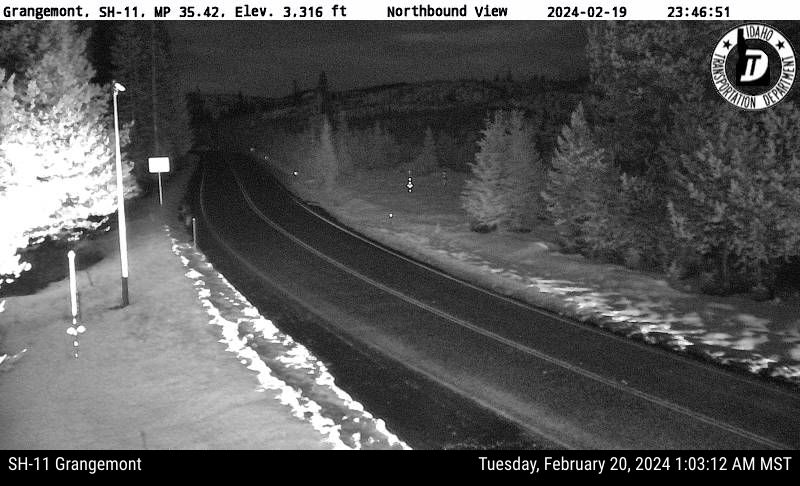 Grangemont, SH-11, MP 35.42, Elev. 3,316 ft Northbound View 2024-02-19 23:46:51
IDAHO
TRANSPORTATION DEPARTMENT
SH-11 Grangemont Tuesday, February 20, 2024 1:03:12 AM MST